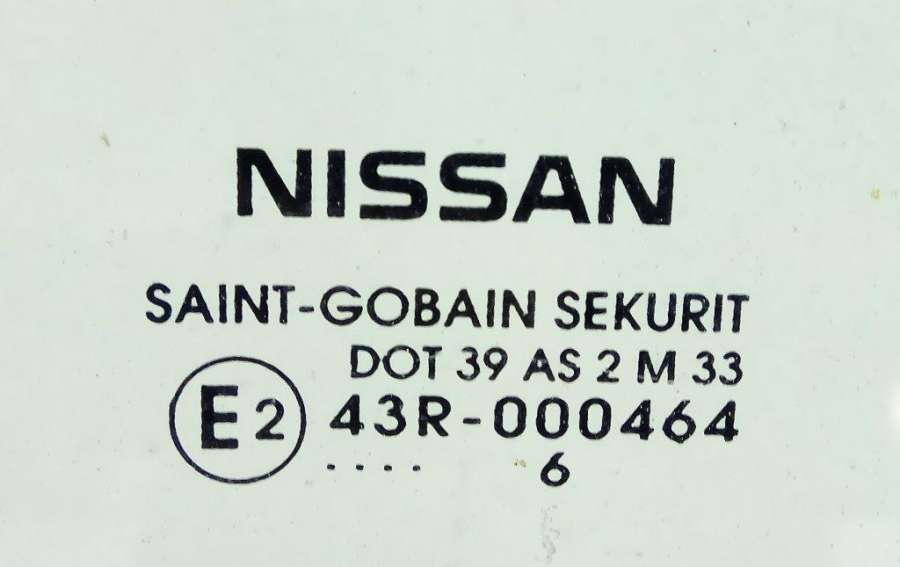 NISSAN
SAINT-GOBAIN SEKURIT
DOT 39 AS 2 M 33
E2 43R-000464
.... 6